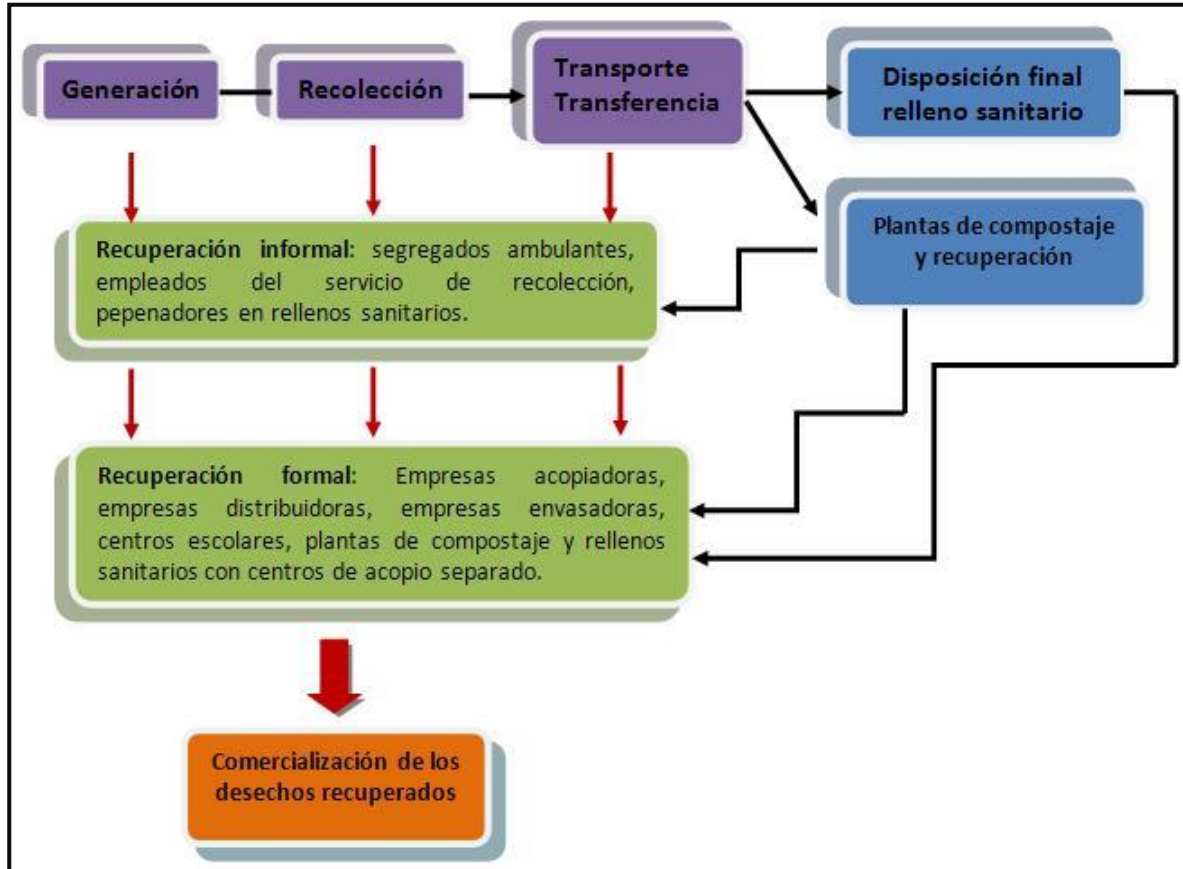 Generación
Recolección
Transporte
Transferencia
Disposición final
relleno sanitario
Plantas de compostaje
y recuperación
Recuperación informal: segregados ambulantes,
empleados del servicio de recolección,
pepenadores en rellenos sanitarios.
Recuperación formal: Empresas acopiadoras,
empresas distribuidoras, empresas envasadoras,
centros escolares, plantas de compostaje y rellenos
sanitarios con centros de acopio separado.
Comercialización de los
desechos recuperados